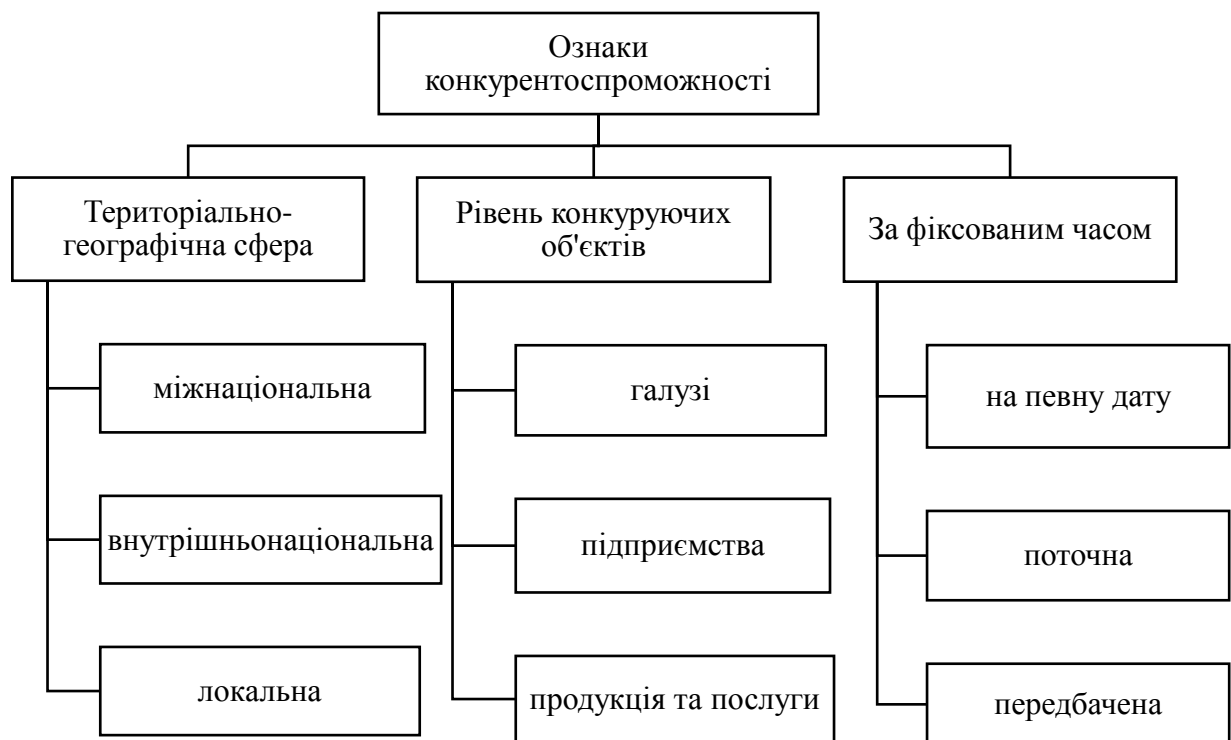 Ознаки
конкурентоспроможності
Територіально-
географічна сфера
Рівень конкуруючих
об'єктів
За фіксованим часом
міжнаціональна
галузі
на певну дату
внутрішньонаціональна
підприємства
поточна
локальна
продукція та послуги
передбачена